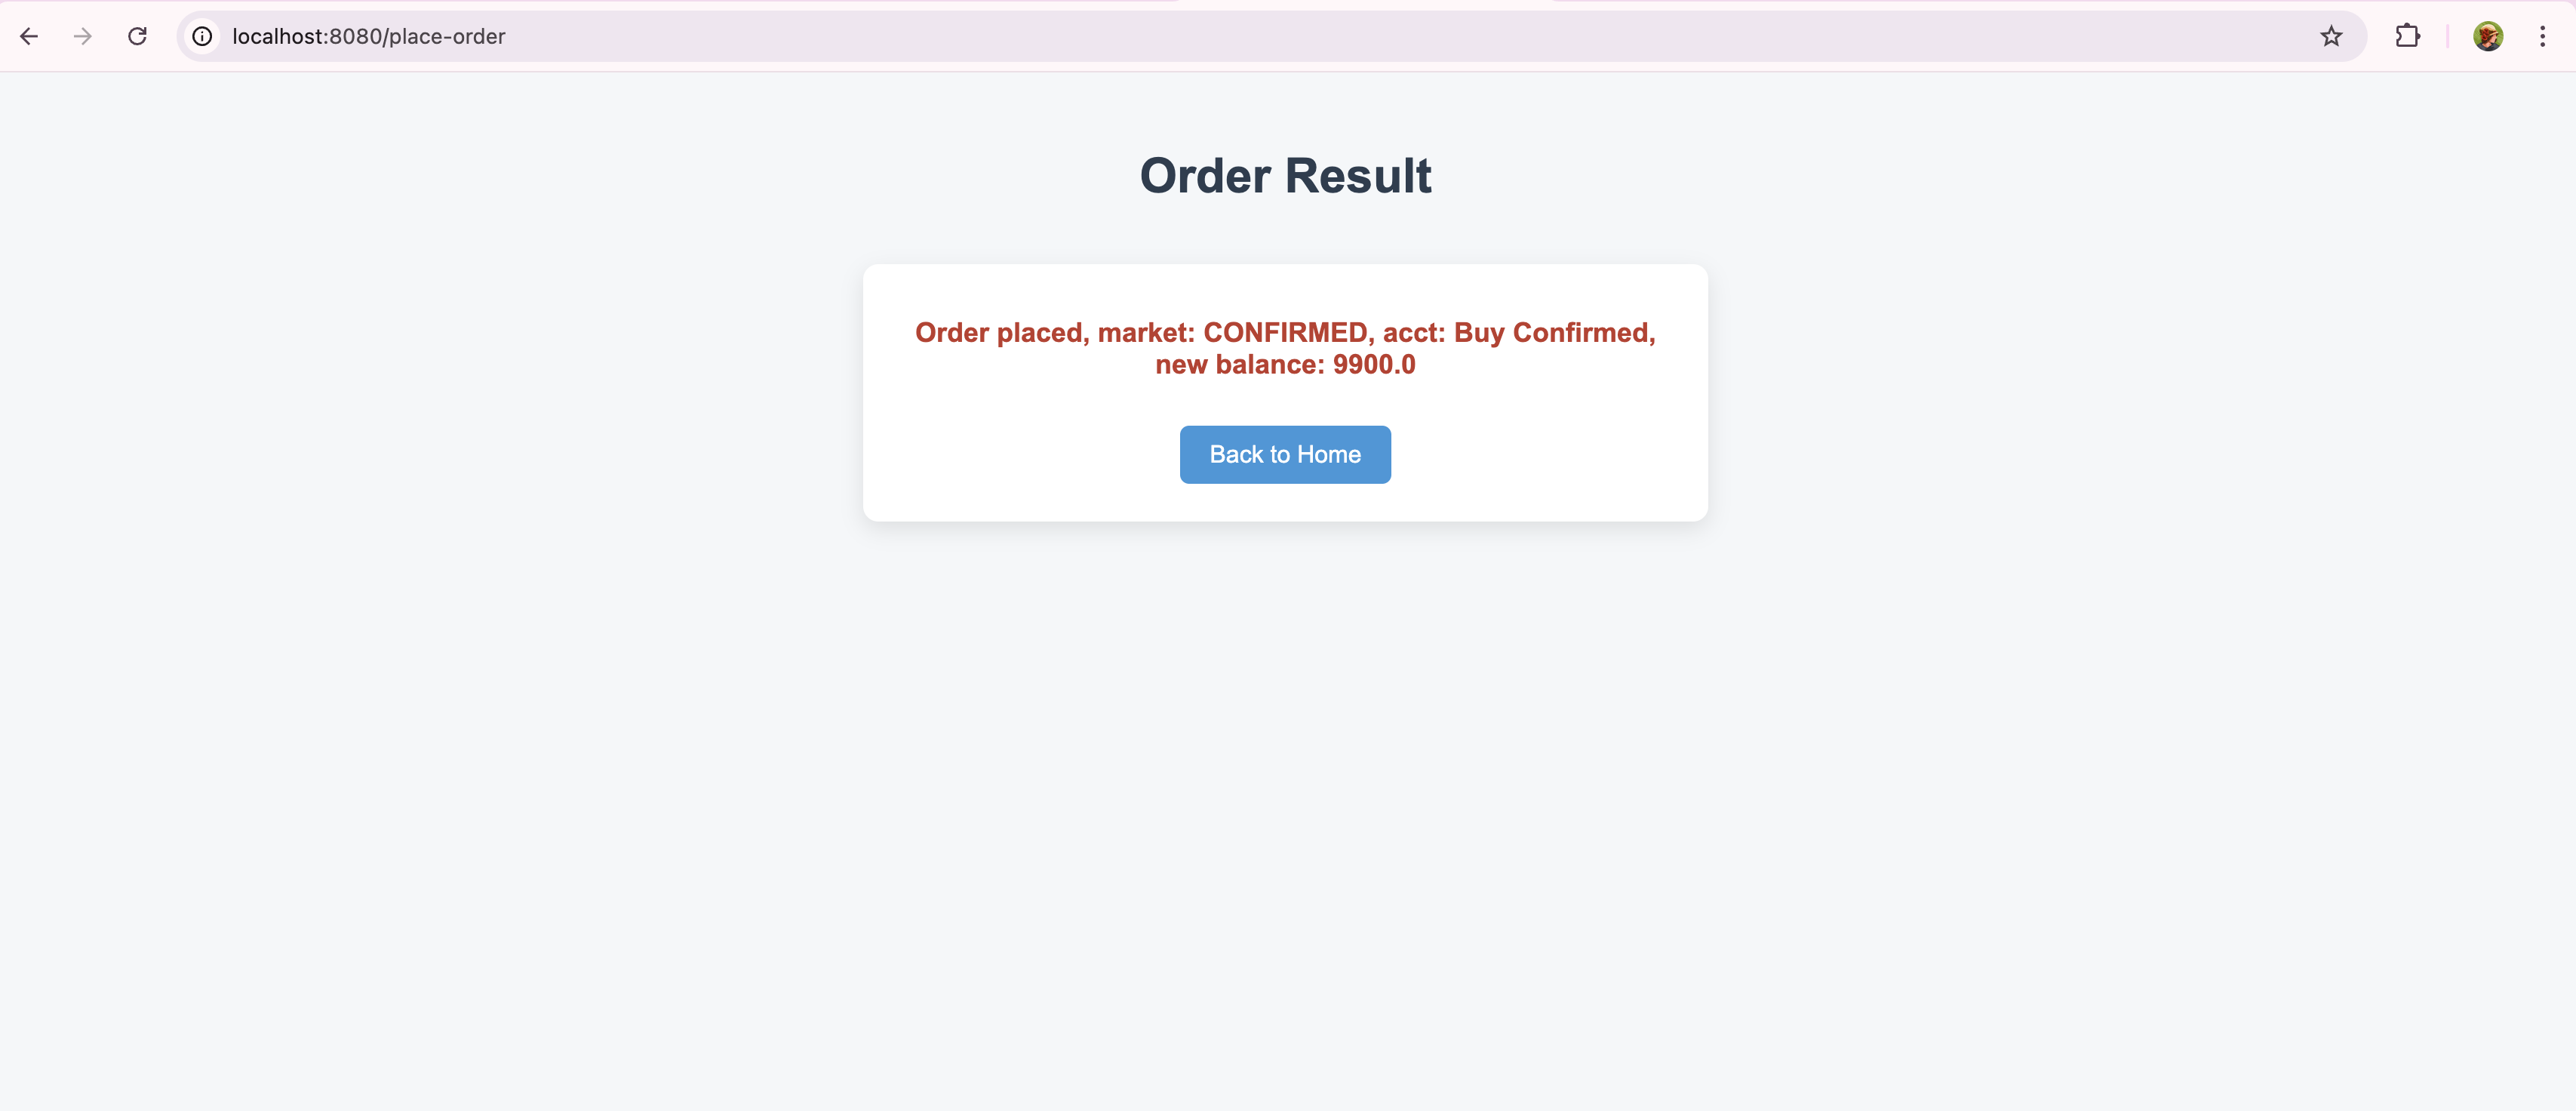 localhost:8080/place-order
Order Result
Order placed, market: CONFIRMED, acct: Buy Confirmed,
new balance: 9900.0
Back to Home